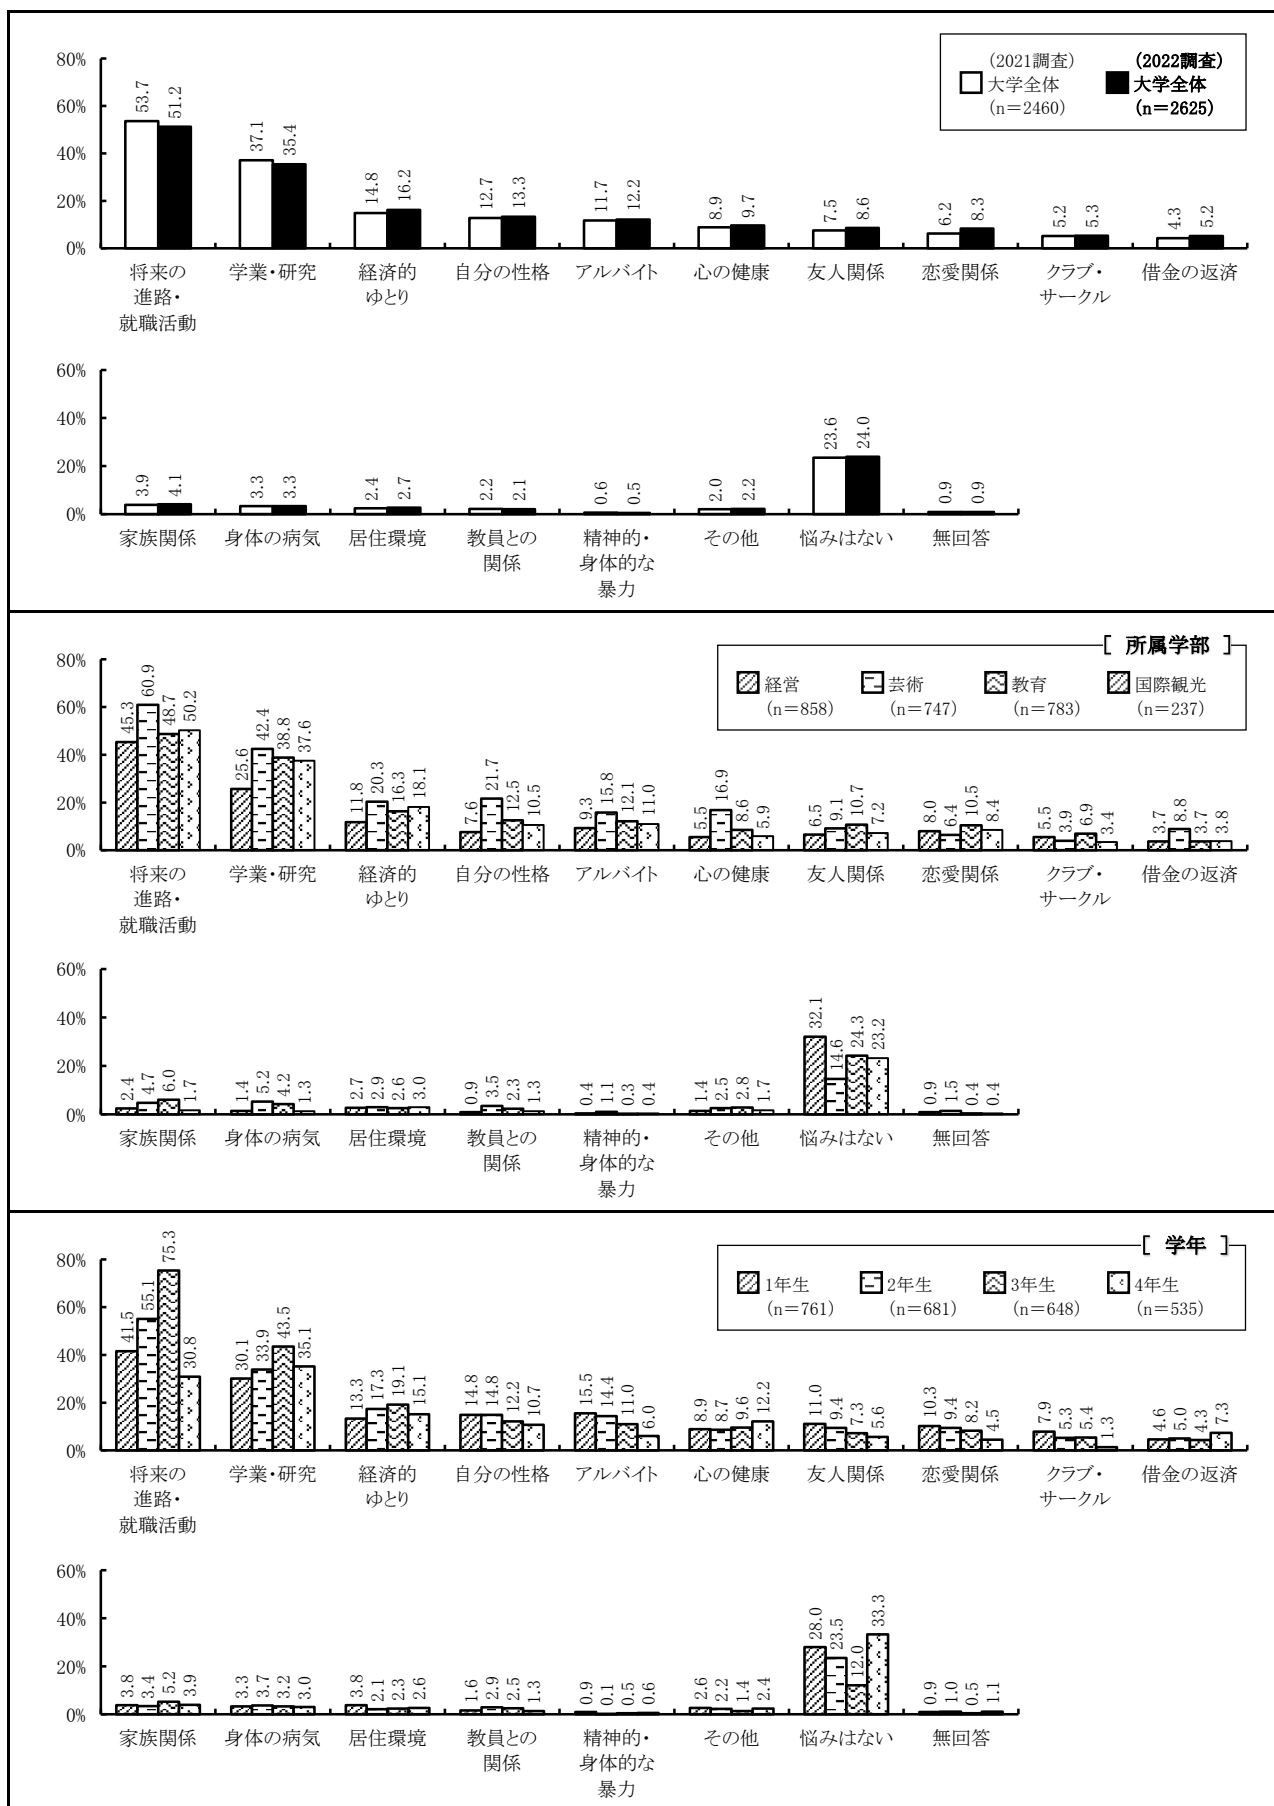 (2021調査)
大学全体
(n＝2460)
(2022調査)
大学全体
(n＝2625)
80%
60%
40%
20%
0%
53.7 51.2 37.1 35.4 14.8 16.2 12.7 13.3 11.7 12.2 8.9 9.7 7.5 8.6 6.2 8.3 5.2 5.3 4.3 5.2
将来の 学業・研究 経済的 自分の性格 アルバイト 心の健康 友人関係 恋愛関係 クラブ・ 借金の返済
進路・ ゆとり サークル
就職活動
60%
40%
20%
0%
3.9 4.1 3.3 3.3 2.4 2.7 2.2 2.1 0.6 0.5 2.0 2.2 23.6 24.0 0.9 0.9
家族関係 身体の病気 居住環境 教員との 精神的・ その他 悩みはない 無回答
関係 身体的な
暴力
[ 所属学部 ]
経営 芸術 教育 国際観光
(n＝858) (n＝747) (n＝783) (n＝237)
80%
60%
40%
20%
0%
45.3 60.9 48.7 50.2 25.6 42.4 38.8 37.6 11.8 20.3 16.3 18.1 7.6 21.7 12.5 10.5 9.3 15.8 12.1 11.0 5.5 16.9 8.6 5.9 6.5 9.1 10.7 7.2 8.0 6.4 10.5 8.4 5.5 3.9 6.9 3.4 3.7 8.8 3.7 3.8
将来の 学業・研究 経済的 自分の性格 アルバイト 心の健康 友人関係 恋愛関係 クラブ・ 借金の返済
進路・ ゆとり サークル
就職活動
60%
40%
20%
0%
2.4 4.7 6.0 1.7 1.4 5.2 4.2 1.3 2.7 2.9 2.6 3.0 0.9 3.5 2.3 1.3 0.4 1.1 0.3 0.4 1.4 2.5 2.8 1.7 32.1 14.6 24.3 23.2 0.9 1.5 0.4 0.4
家族関係 身体の病気 居住環境 教員との 精神的・ その他 悩みはない 無回答
関係 身体的な
暴力
[ 学年 ]
1年生 2年生 3年生 4年生
(n＝761) (n＝681) (n＝648) (n＝535)
80%
60%
40%
20%
0%
41.5 55.1 75.3 30.8 30.1 33.9 43.5 35.1 13.3 17.3 19.1 15.1 14.8 14.8 12.2 10.7 15.5 14.4 11.0 6.0 8.9 8.7 9.6 12.2 11.0 9.4 7.3 5.6 10.3 9.4 8.2 4.5 7.9 5.3 5.4 1.3 4.6 5.0 4.3 7.3
将来の 学業・研究 経済的 自分の性格 アルバイト 心の健康 友人関係 恋愛関係 クラブ・ 借金の返済
進路・ ゆとり サークル
就職活動
60%
40%
20%
0%
3.8 3.4 5.2 3.9 3.3 3.7 3.2 3.0 3.8 2.1 2.3 2.6 1.6 2.9 2.5 1.3 0.9 0.1 0.5 0.6 2.6 2.2 1.4 2.4 28.0 23.5 12.0 33.3 0.9 1.0 0.5 1.1
家族関係 身体の病気 居住環境 教員との 精神的・ その他 悩みはない 無回答
関係 身体的な
暴力